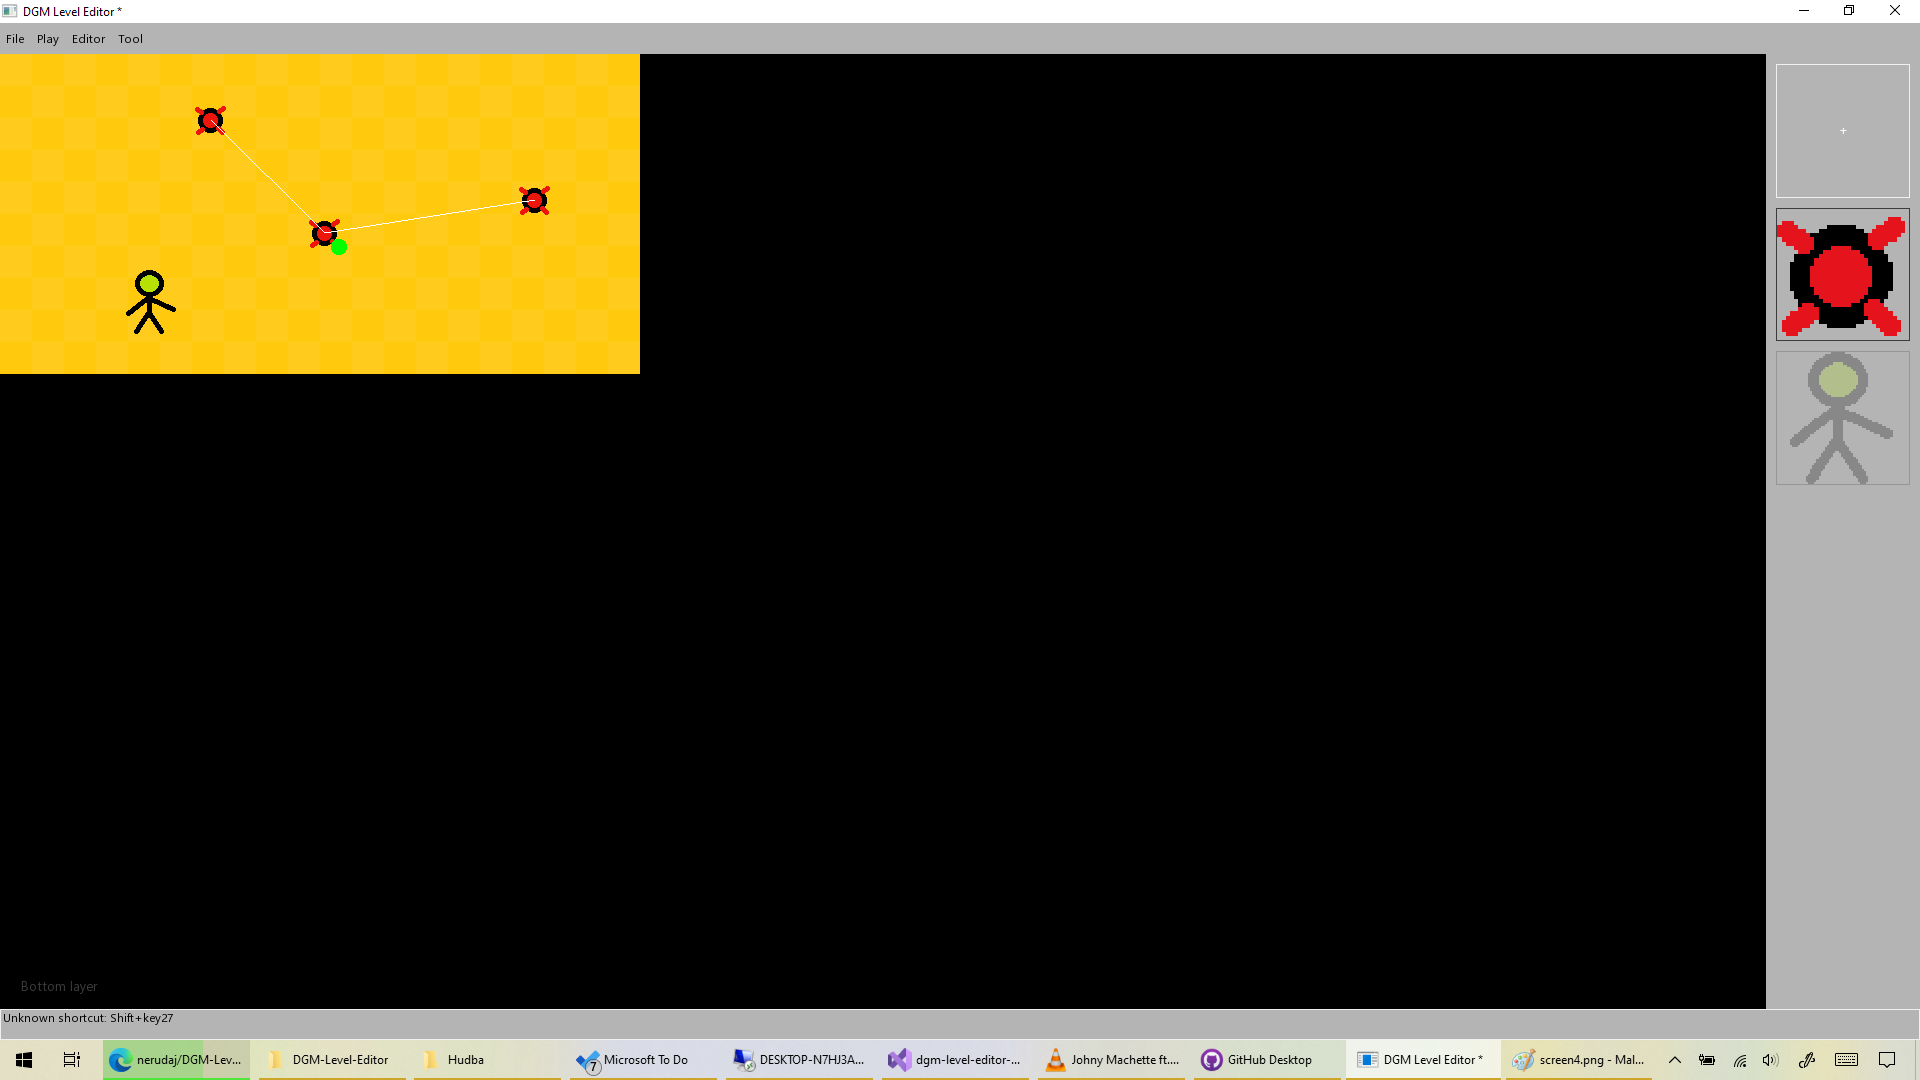 DGM Level Editor *
File Play Editor Tool
+
Bottom layer
Unknown shortcut: Shift+key27
nerudaj/DGM-Lev... DGM-Level-Editor Hudba 7 Microsoft To Do DESKTOP-N7HJ3A... dgm-level-editor-... Johny Machette ft.... GitHub Desktop DGM Level Editor * screen4.png - Mal...